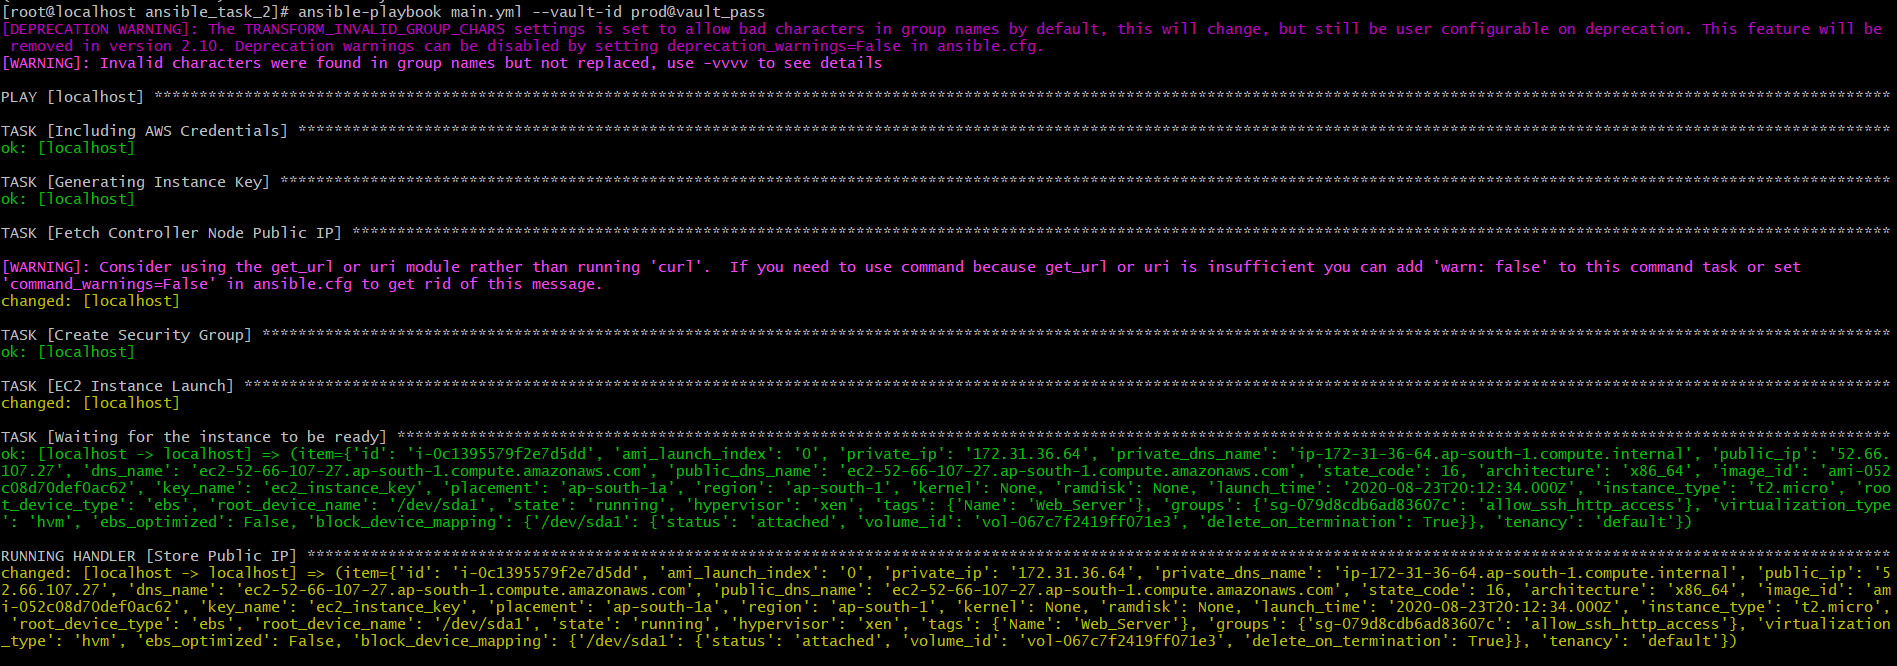 [root@localhost ansible_task_2]# ansible-playbook main.yml --vault-id prod@vault_pass
[DEPRECATION WARNING]: The TRANSFORM_INVALID_GROUP_CHARS settings is set to allow bad characters in group names by default, this will change, but still be user configurable on deprecation. This feature will be
 removed in version 2.10. Deprecation warnings can be disabled by setting deprecation_warnings=False in ansible.cfg.
[WARNING]: Invalid characters were found in group names but not replaced, use -vvvv to see details
PLAY [localhost] ****************************************************************************************************************************************************************************************************
TASK [Including AWS Credentials] ************************************************************************************************************************************************************************************
ok: [localhost]
TASK [Generating Instance Key] **************************************************************************************************************************************************************************************
ok: [localhost]
TASK [Fetch Controller Node Public IP] ******************************************************************************************************************************************************************************
[WARNING]: Consider using the get_url or uri module rather than running 'curl'.  If you need to use command because get_url or uri is insufficient you can add 'warn: false' to this command task or set
'command_warnings=False' in ansible.cfg to get rid of this message.
changed: [localhost]
TASK [Create Security Group] ****************************************************************************************************************************************************************************************
ok: [localhost]
TASK [EC2 Instance Launch] ******************************************************************************************************************************************************************************************
changed: [localhost]
TASK [Waiting for the instance to be ready] *************************************************************************************************************************************************************************
ok: [localhost -> localhost] => (item={'id': 'i-0c1395579f2e7d5dd', 'ami_launch_index': '0', 'private_ip': '172.31.36.64', 'private_dns_name': 'ip-172-31-36-64.ap-south-1.compute.internal', 'public_ip': '52.66.
107.27', 'dns_name': 'ec2-52-66-107-27.ap-south-1.compute.amazonaws.com', 'public_dns_name': 'ec2-52-66-107-27.ap-south-1.compute.amazonaws.com', 'state_code': 16, 'architecture': 'x86_64', 'image_id': 'ami-052
c08d70def0ac62', 'key_name': 'ec2_instance_key', 'placement': 'ap-south-1a', 'region': 'ap-south-1', 'kernel': None, 'ramdisk': None, 'launch_time': '2020-08-23T20:12:34.000Z', 'instance_type': 't2.micro', 'roo
t_device_type': 'ebs', 'root_device_name': '/dev/sda1', 'state': 'running', 'hypervisor': 'xen', 'tags': {'Name': 'Web_Server'}, 'groups': {'sg-079d8cdb6ad83607c': 'allow_ssh_http_access'}, 'virtualization_type
': 'hvm', 'ebs_optimized': False, 'block_device_mapping': {'/dev/sda1': {'status': 'attached', 'volume_id': 'vol-067c7f2419ff071e3', 'delete_on_termination': True}}, 'tenancy': 'default'})
RUNNING HANDLER [Store Public IP] ***********************************************************************************************************************************************************************************
changed: [localhost -> localhost] => (item={'id': 'i-0c1395579f2e7d5dd', 'ami_launch_index': '0', 'private_ip': '172.31.36.64', 'private_dns_name': 'ip-172-31-36-64.ap-south-1.compute.internal', 'public_ip': '5
2.66.107.27', 'dns_name': 'ec2-52-66-107-27.ap-south-1.compute.amazonaws.com', 'public_dns_name': 'ec2-52-66-107-27.ap-south-1.compute.amazonaws.com', 'state_code': 16, 'architecture': 'x86_64', 'image_id': 'am
i-052c08d70def0ac62', 'key_name': 'ec2_instance_key', 'placement': 'ap-south-1a', 'region': 'ap-south-1', 'kernel': None, 'ramdisk': None, 'launch_time': '2020-08-23T20:12:34.000Z', 'instance_type': 't2.micro',
 'root_device_type': 'ebs', 'root_device_name': '/dev/sda1', 'state': 'running', 'hypervisor': 'xen', 'tags': {'Name': 'Web_Server'}, 'groups': {'sg-079d8cdb6ad83607c': 'allow_ssh_http_access'}, 'virtualization
_type': 'hvm', 'ebs_optimized': False, 'block_device_mapping': {'/dev/sda1': {'status': 'attached', 'volume_id': 'vol-067c7f2419ff071e3', 'delete_on_termination': True}}, 'tenancy': 'default'})